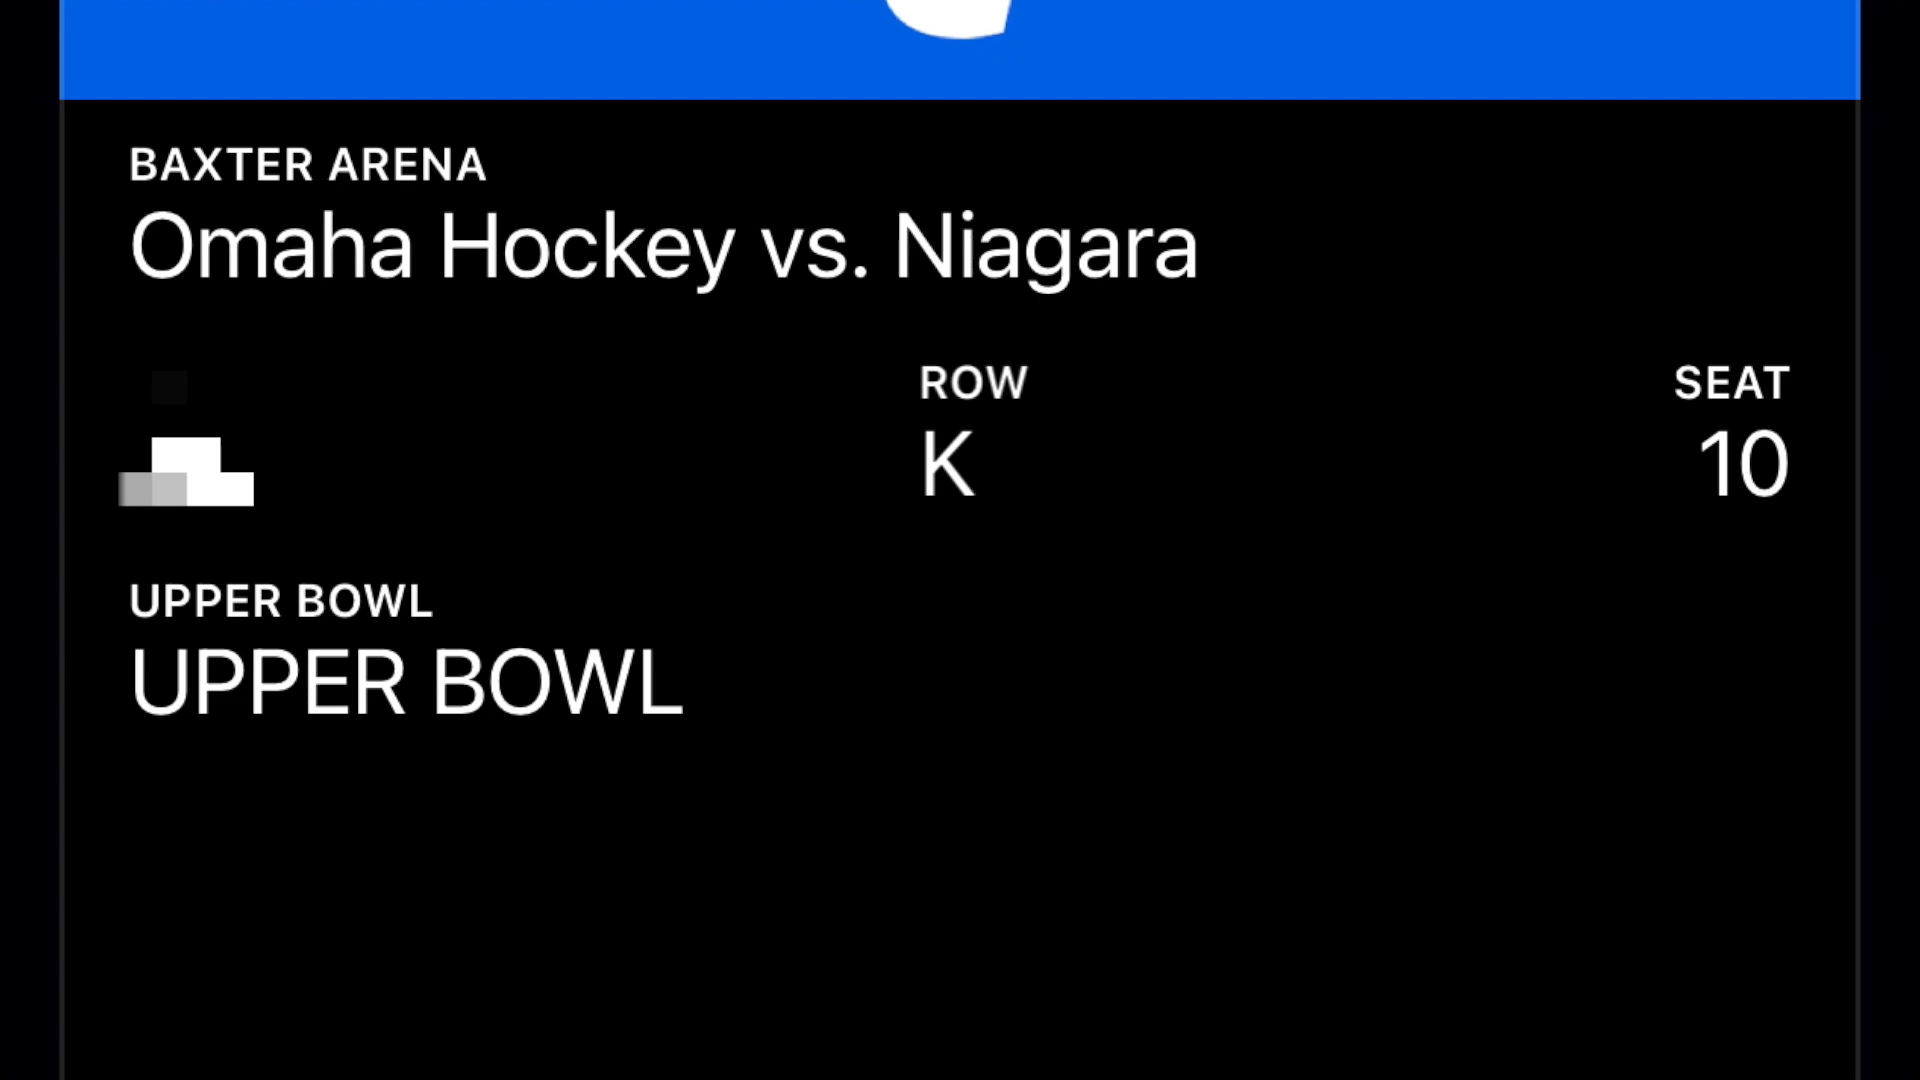 BAXTER ARENA
Omaha Hockey vs. Niagara
ROW SEAT
K 10
UPPER BOWL
UPPER BOWL